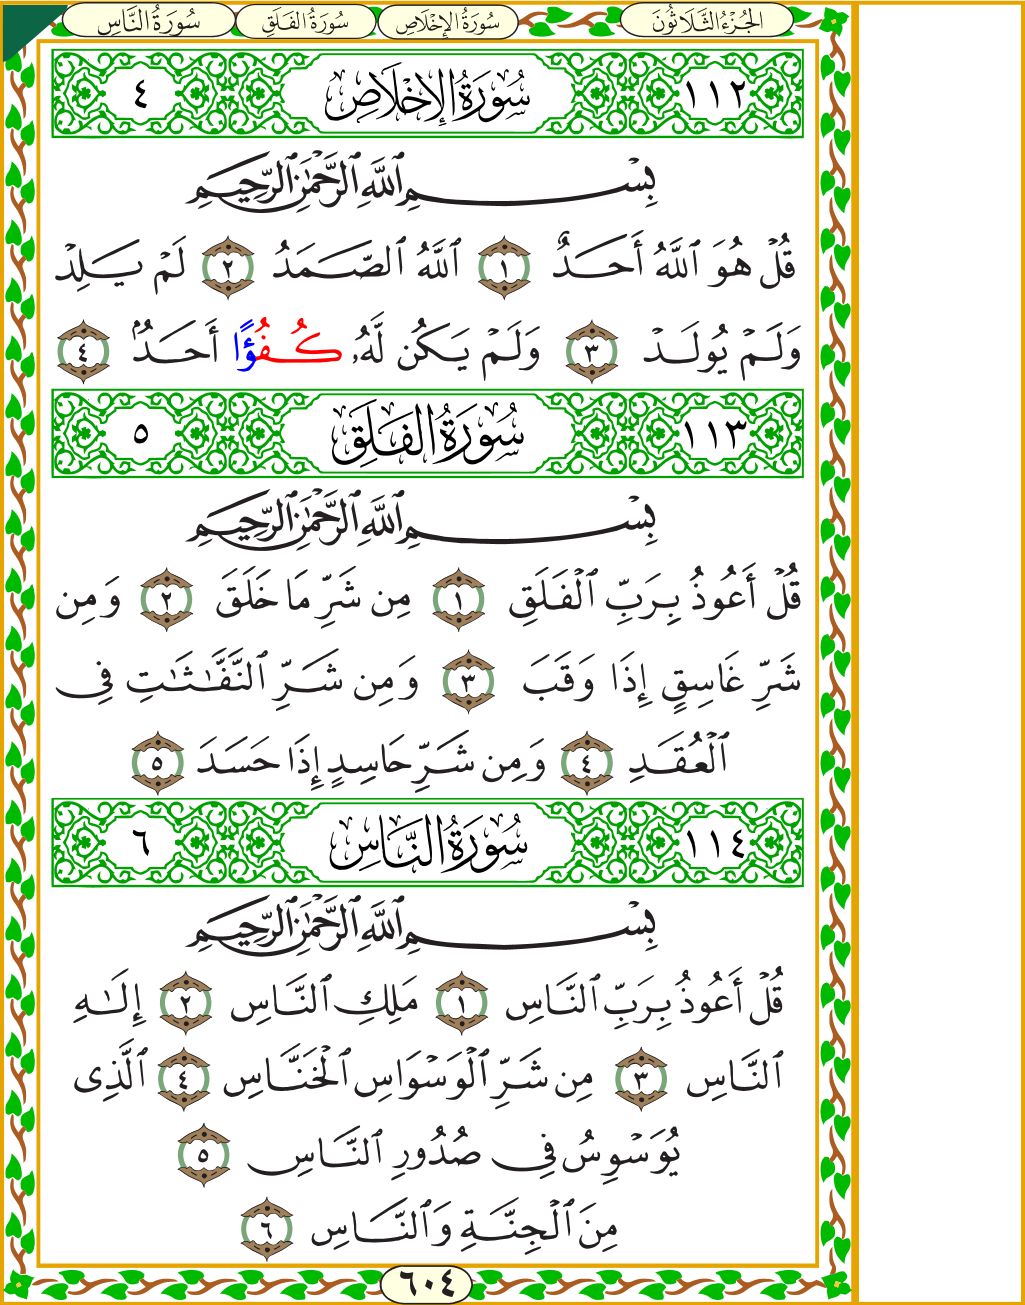 الجُزْءُ الثَّلَاثُونَ سُورَةُ الإِخْلَاصِ سُورَةُ الفَلَقِ سُورَةُ النَّاسِ
١١٢ سُورَةُ الإِخْلَاصِ ٤
بِسْمِ ٱللَّهِ ٱلرَّحْمَٰنِ ٱلرَّحِيمِ
قُلْ هُوَ ٱللَّهُ أَحَدٌ ١ ٱللَّهُ ٱلصَّمَدُ ٢ لَمْ يَلِدْ
وَلَمْ يُولَدْ ٣ وَلَمْ يَكُن لَّهُۥ كُفُؤًا أَحَدٌۢ ٤
١١٣ سُورَةُ الفَلَقِ ٥
بِسْمِ ٱللَّهِ ٱلرَّحْمَٰنِ ٱلرَّحِيمِ
قُلْ أَعُوذُ بِرَبِّ ٱلْفَلَقِ ١ مِن شَرِّ مَا خَلَقَ ٢ وَمِن
شَرِّ غَاسِقٍ إِذَا وَقَبَ ٣ وَمِن شَرِّ ٱلنَّفَّٰثَٰتِ فِى
ٱلْعُقَدِ ٤ وَمِن شَرِّ حَاسِدٍ إِذَا حَسَدَ ٥
١١٤ سُورَةُ النَّاسِ ٦
بِسْمِ ٱللَّهِ ٱلرَّحْمَٰنِ ٱلرَّحِيمِ
قُلْ أَعُوذُ بِرَبِّ ٱلنَّاسِ ١ مَلِكِ ٱلنَّاسِ ٢ إِلَٰهِ
ٱلنَّاسِ ٣ مِن شَرِّ ٱلْوَسْوَاسِ ٱلْخَنَّاسِ ٤ ٱلَّذِى
يُوَسْوِسُ فِى صُدُورِ ٱلنَّاسِ ٥
مِنَ ٱلْجِنَّةِ وَٱلنَّاسِ ٦
٦٠٤